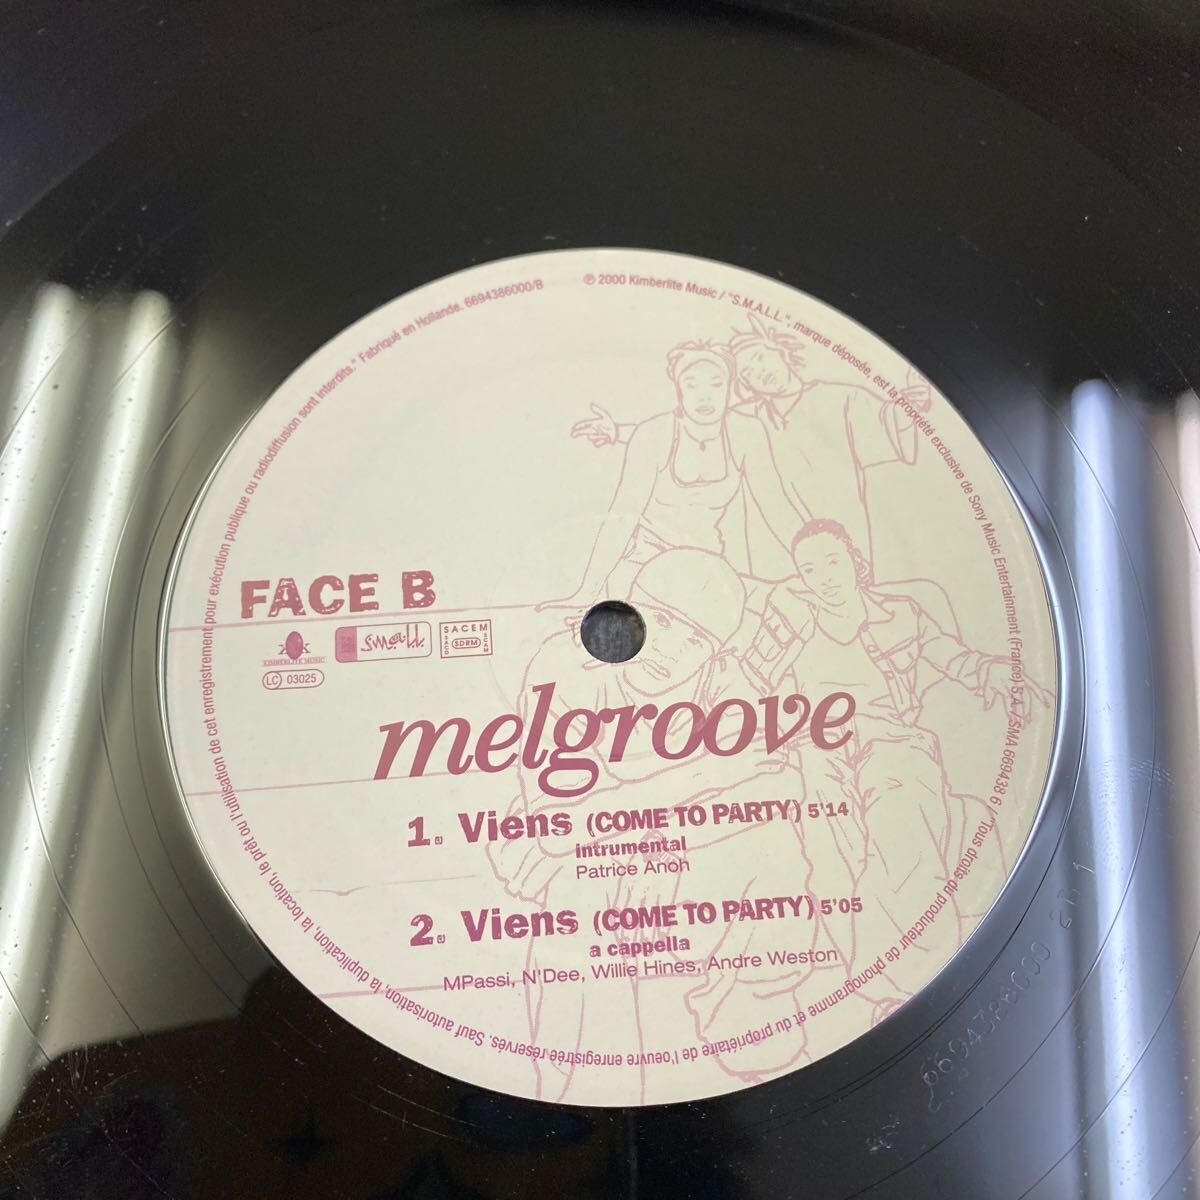 ℗ 2000 Kimberlite Music / "S.M.A.L.L.", marque déposée, est la propriété exclusive de Sony Music Entertainment (France) S.A. / SMA 669438 6 / "Tous droits du producteur de phonogramme et du propriétaire de l'oeuvre enregistrée réservés. Sauf autorisation, la duplication, la location, le prêt ou l'utilisation de cet enregistrement pour exécution publique ou radiodiffusion sont interdits." Fabriqué en Hollande. 6694386000/B
FACE B
KIMBERLITE MUSIC
small
SACEM
SACD
SDRM
SCAM
LC 03025
melgroove
1. Viens (COME TO PARTY) 5'14
intrumental
Patrice Anoh
2. Viens (COME TO PARTY) 5'05
a cappella
MPassi, N'Dee, Willie Hines, Andre Weston